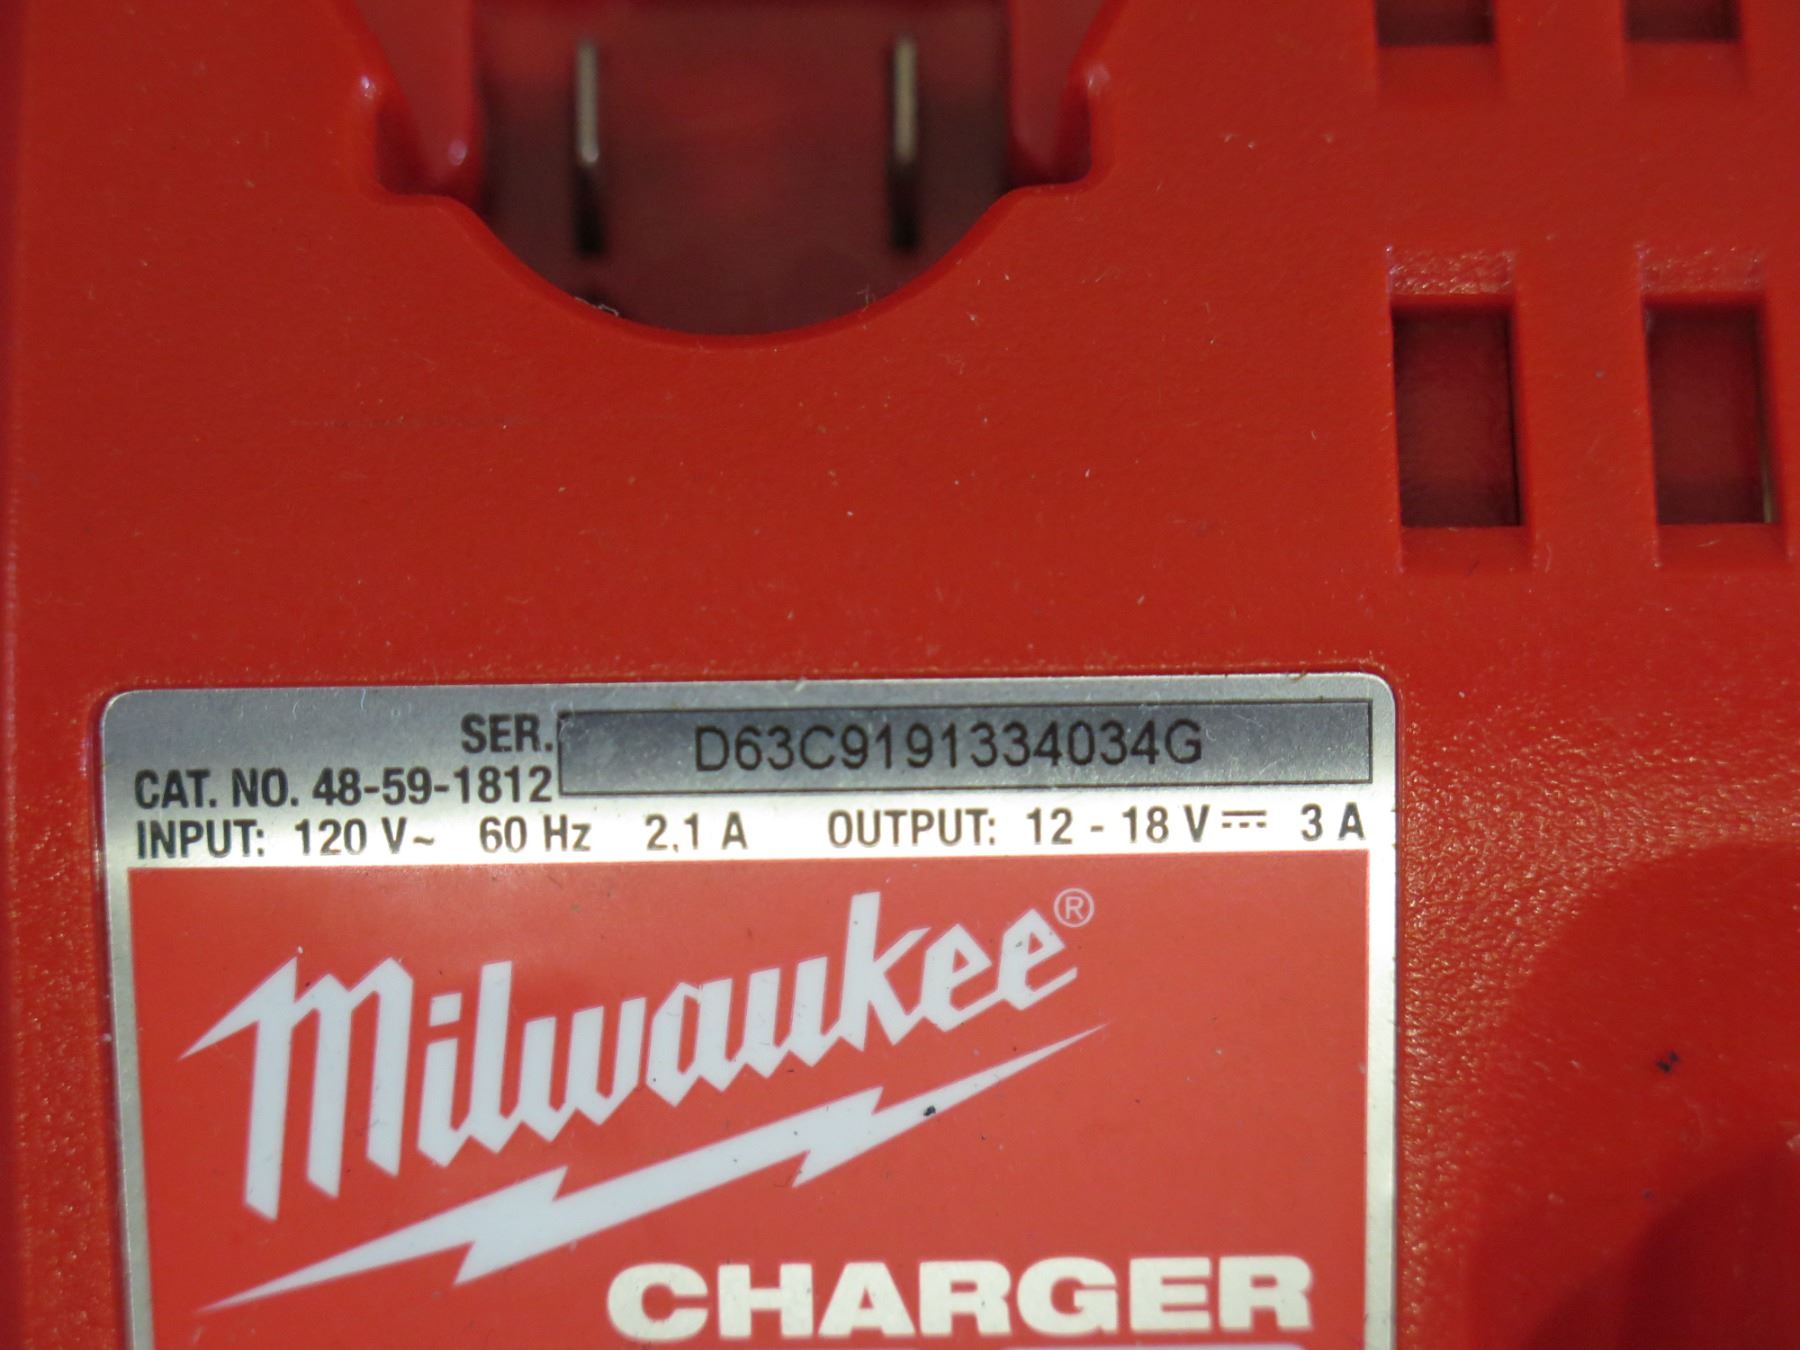 SER. D63C9191334034G
CAT. NO. 48-59-1812
INPUT: 120 V~ 60 Hz 2.1 A OUTPUT: 12 - 18 V⎓ 3 A
Milwaukee®
CHARGER